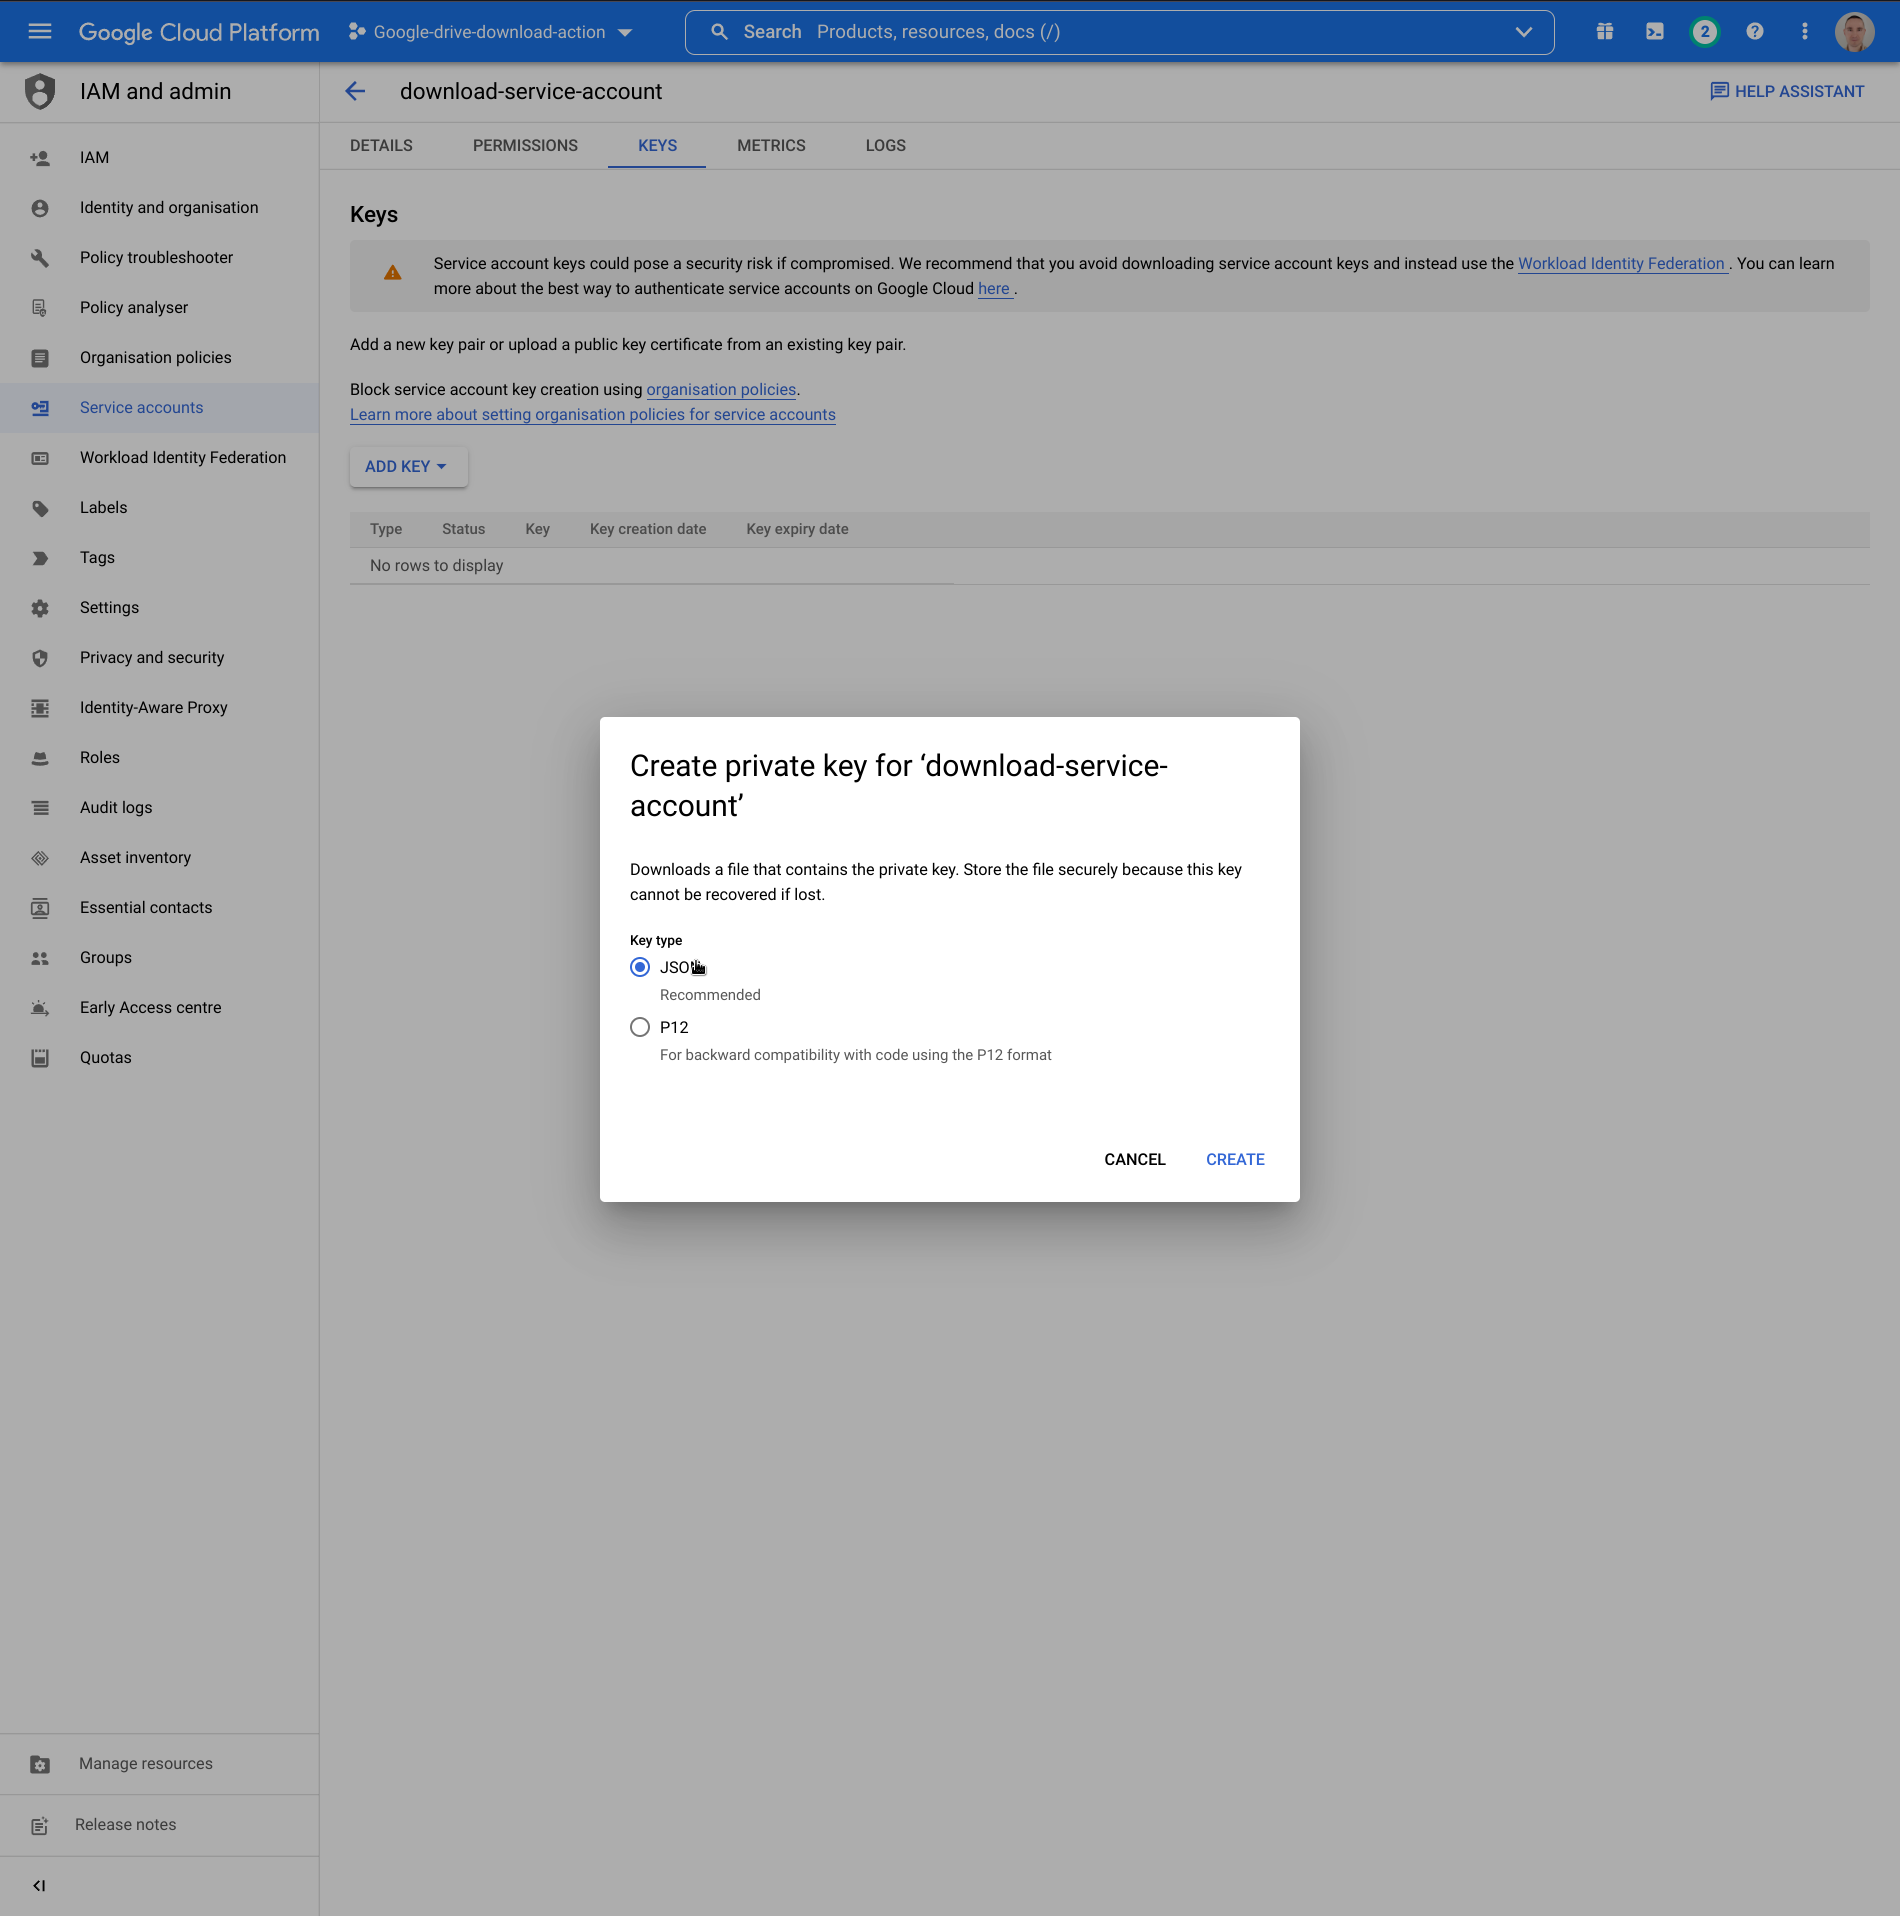 Google Cloud Platform
Google-drive-download-action
Search Products, resources, docs (/)
2
IAM and admin
IAM
Identity and organisation
Policy troubleshooter
Policy analyser
Organisation policies
Service accounts
Workload Identity Federation
Labels
Tags
Settings
Privacy and security
Identity-Aware Proxy
Roles
Audit logs
Asset inventory
Essential contacts
Groups
Early Access centre
Quotas
Manage resources
Release notes
download-service-account
HELP ASSISTANT
DETAILS PERMISSIONS KEYS METRICS LOGS
Keys
Service account keys could pose a security risk if compromised. We recommend that you avoid downloading service account keys and instead use the Workload Identity Federation . You can learn
more about the best way to authenticate service accounts on Google Cloud here .
Add a new key pair or upload a public key certificate from an existing key pair.
Block service account key creation using organisation policies.
Learn more about setting organisation policies for service accounts
ADD KEY
Type Status Key Key creation date Key expiry date
No rows to display
Create private key for ‘download-service-
account’
Downloads a file that contains the private key. Store the file securely because this key
cannot be recovered if lost.
Key type
JSO
Recommended
P12
For backward compatibility with code using the P12 format
CANCEL CREATE